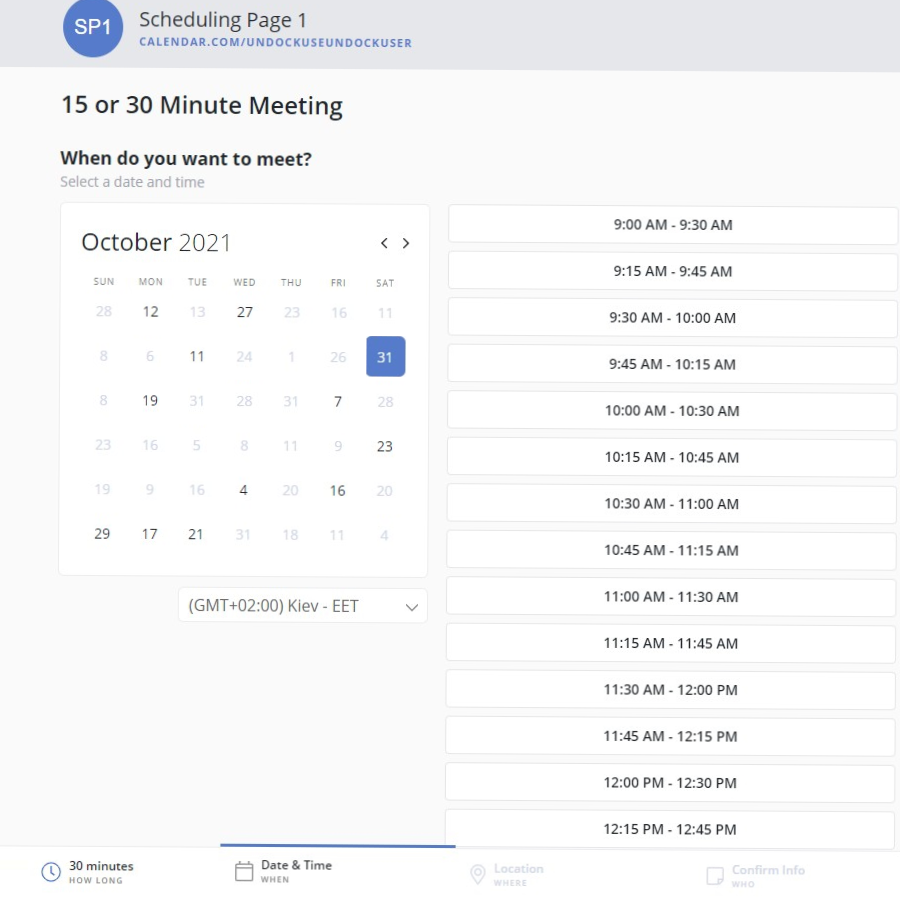 SP1
Scheduling Page 1
CALENDAR.COM/UNDOCKUSEUNDOCKUSER
15 or 30 Minute Meeting
When do you want to meet?
Select a date and time
October 2021
SUN MON TUE WED THU FRI SAT
28 12 13 27 23 16 11
8 6 11 24 1 26 31
8 19 31 28 31 7 28
23 16 5 8 11 9 23
19 9 16 4 20 16 20
29 17 21 31 18 11 4
(GMT+02:00) Kiev - EET
9:00 AM - 9:30 AM
9:15 AM - 9:45 AM
9:30 AM - 10:00 AM
9:45 AM - 10:15 AM
10:00 AM - 10:30 AM
10:15 AM - 10:45 AM
10:30 AM - 11:00 AM
10:45 AM - 11:15 AM
11:00 AM - 11:30 AM
11:15 AM - 11:45 AM
11:30 AM - 12:00 PM
11:45 AM - 12:15 PM
12:00 PM - 12:30 PM
12:15 PM - 12:45 PM
30 minutes
HOW LONG
Date & Time
WHEN
Location
WHERE
Confirm Info
WHO